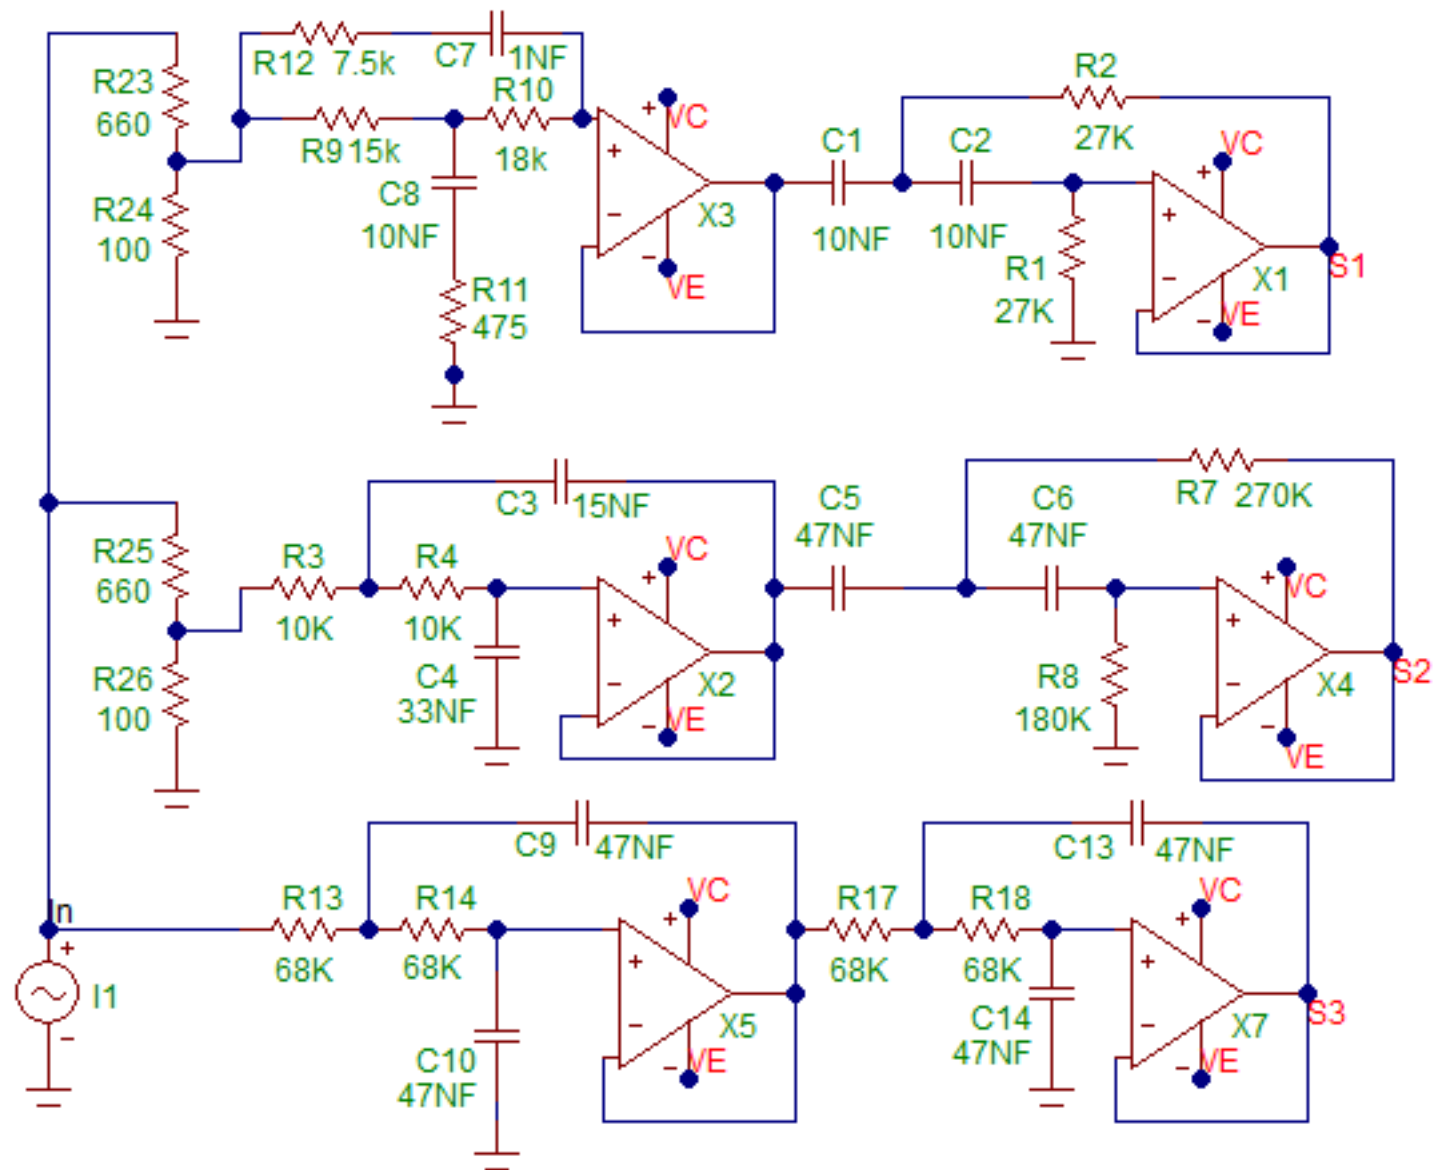 R12 7.5k
C7 1NF
R23
660
R10
18k
R9 15k
C8
10NF
R24
100
R11
475
+
VC
+
−
X3
−
VE
C1
10NF
C2
10NF
R2
27K
R1
27K
VC
+
+
−
X1
−
VE
S1
C3 15NF
C5
47NF
C6
47NF
R7 270K
R25
660
R3
10K
R4
10K
C4
33NF
VC
+
+
−
X2
−
VE
R26
100
R8
180K
VC
+
+
−
X4
−
VE
S2
C9 47NF
C13 47NF
In
+
I1
−
R13
68K
R14
68K
C10
47NF
VC
+
+
−
X5
−
VE
R17
68K
R18
68K
C14
47NF
VC
+
+
−
X7
−
VE
S3